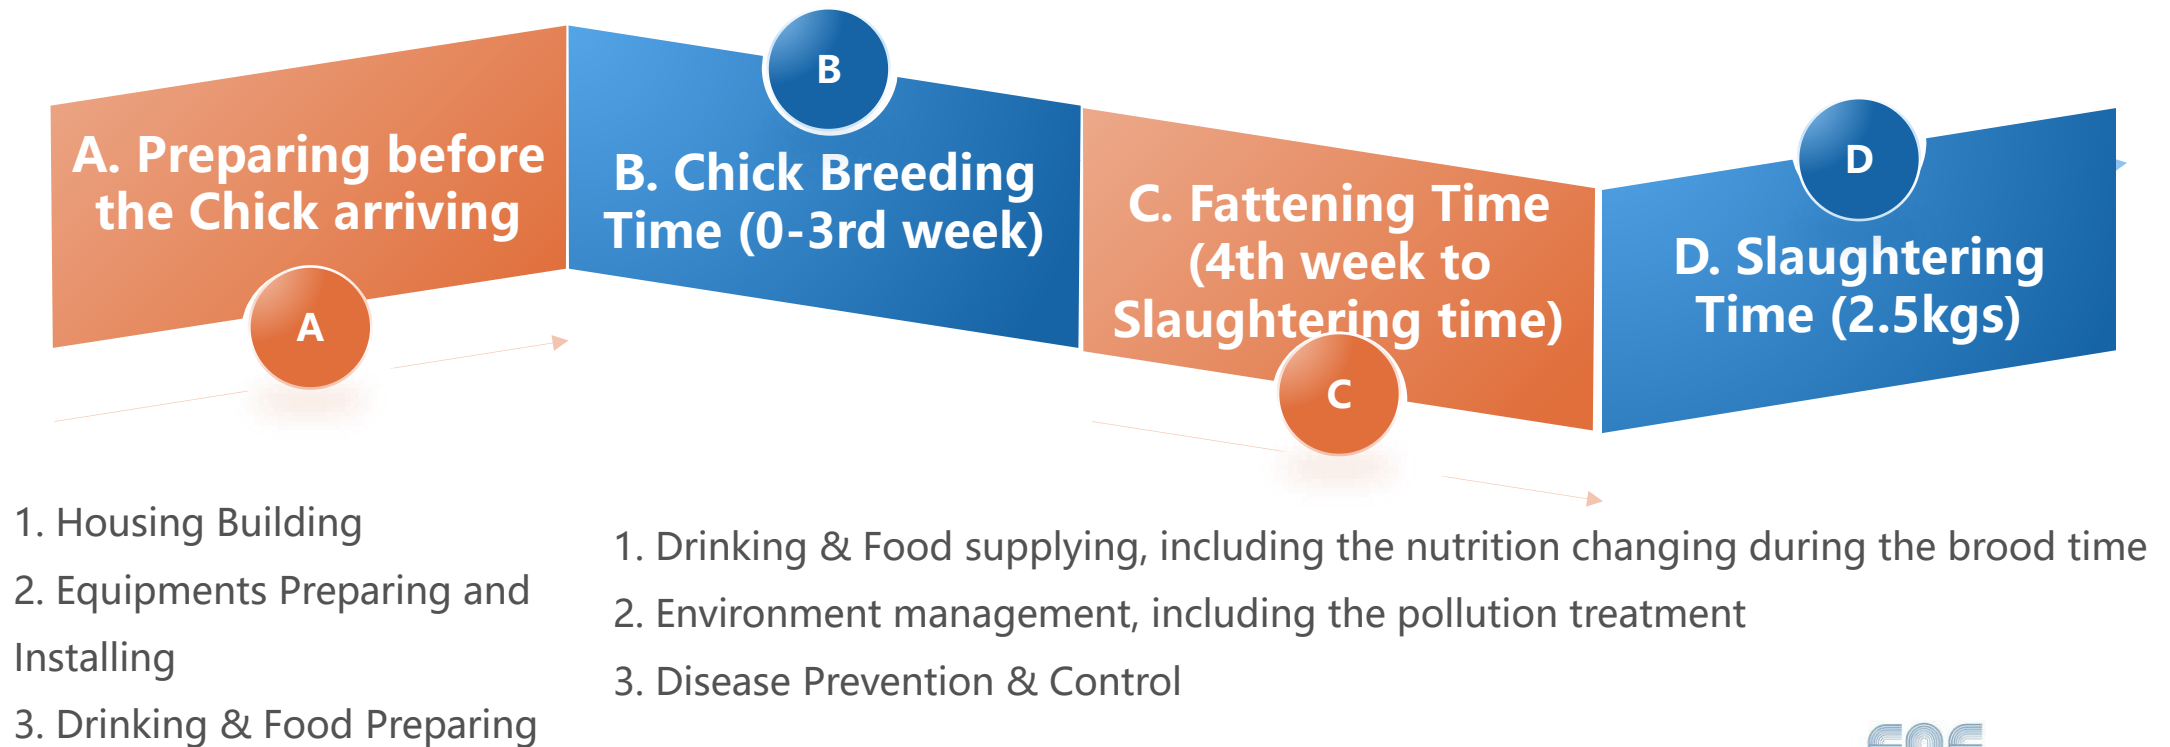 A. Preparing before
the Chick arriving
A
B
B. Chick Breeding
Time (0-3rd week)
C. Fattening Time
(4th week to
Slaughtering time)
C
D
D. Slaughtering
Time (2.5kgs)
1. Housing Building
2. Equipments Preparing and
Installing
3. Drinking & Food Preparing
1. Drinking & Food supplying, including the nutrition changing during the brood time
2. Environment management, including the pollution treatment
3. Disease Prevention & Control